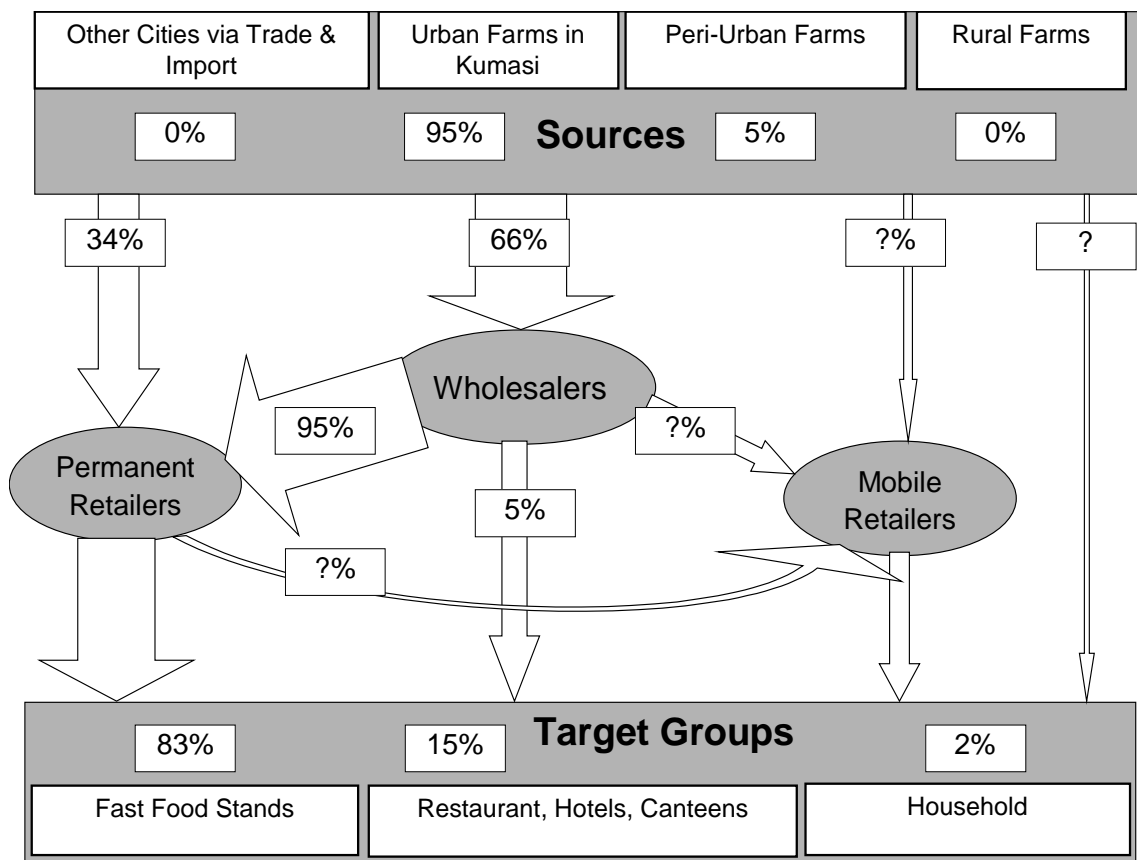 Other Cities via Trade &
Import
Urban Farms in
Kumasi
Peri-Urban Farms
Rural Farms
0%
95%
Sources
5%
0%
34%
66%
?%
?
Wholesalers
95%
?%
Permanent
Retailers
5%
Mobile
Retailers
?%
Target Groups
83%
15%
2%
Fast Food Stands
Restaurant, Hotels, Canteens
Household